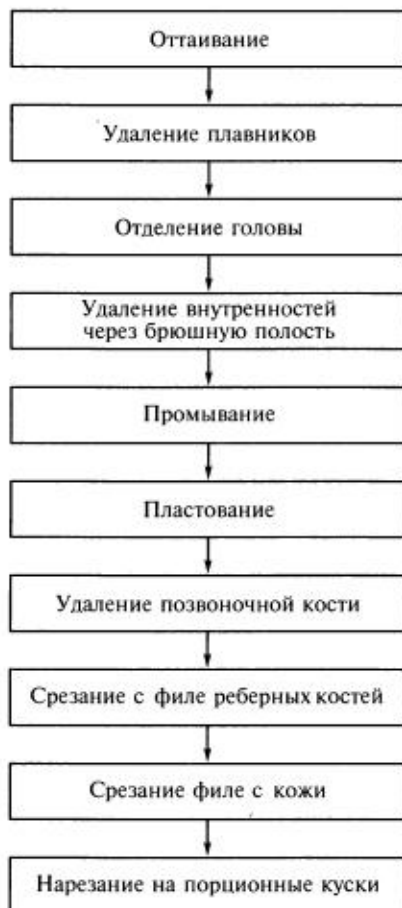 Оттаивание
Удаление плавников
Отделение головы
Удаление внутренностей
через брюшную полость
Промывание
Пластование
Удаление позвоночной кости
Срезание с филе реберных костей
Срезание филе с кожи
Нарезание на порционные куски